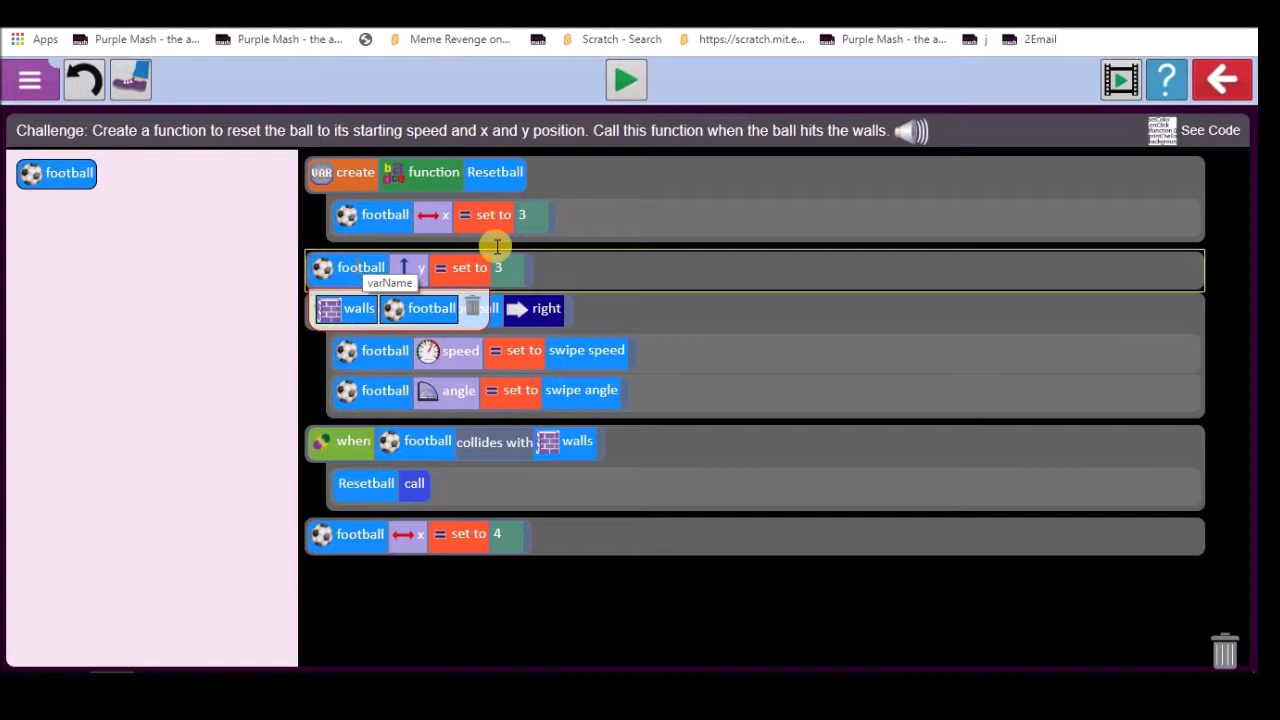 Apps Purple Mash - the a... Purple Mash - the a... Meme Revenge on... Scratch - Search https://scratch.mit.e... Purple Mash - the a... j 2Email
?
Challenge: Create a function to reset the ball to its starting speed and x and y position. Call this function when the ball hits the walls. See Code
football
VAR create function Resetball
football x = set to 3
football y = set to 3
varName
walls football right
football speed = set to swipe speed
football angle = set to swipe angle
when football collides with walls
Resetball call
football x = set to 4